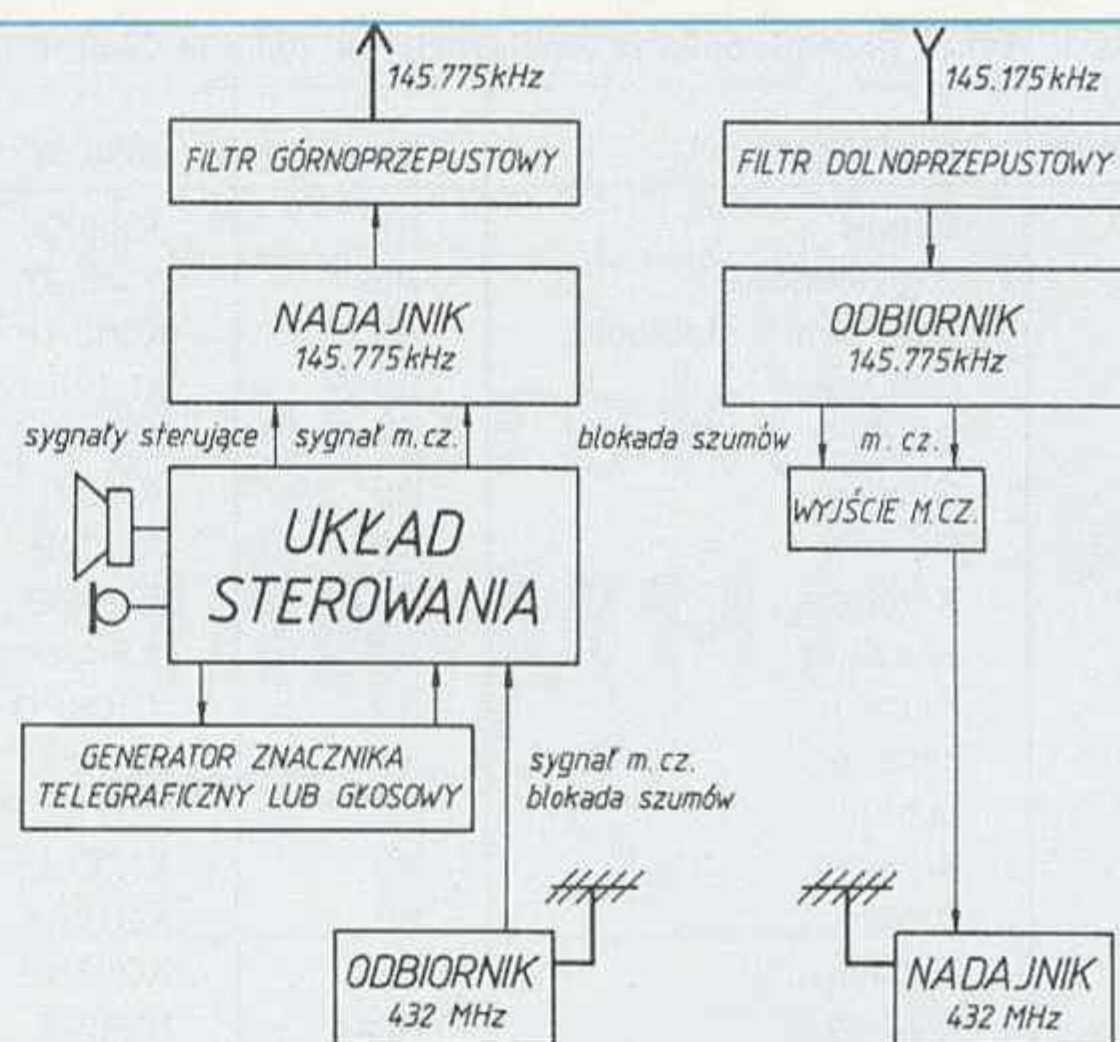 145.775kHz
145.175kHz
FILTR GÓRNOPRZEPUSTOWY
FILTR DOLNOPRZEPUSTOWY
NADAJNIK
145.775kHz
ODBIORNIK
145.775kHz
sygnały sterujące
sygnał m.cz.
blokada szumów
m.cz.
UKŁAD
STEROWANIA
WYJŚCIE M.CZ.
GENERATOR ZNACZNIKA
TELEGRAFICZNY LUB GŁOSOWY
sygnał m.cz.
blokada szumów
ODBIORNIK
432 MHz
NADAJNIK
432 MHz